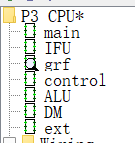 P3 CPU*
main
IFU
grf
control
ALU
DM
ext